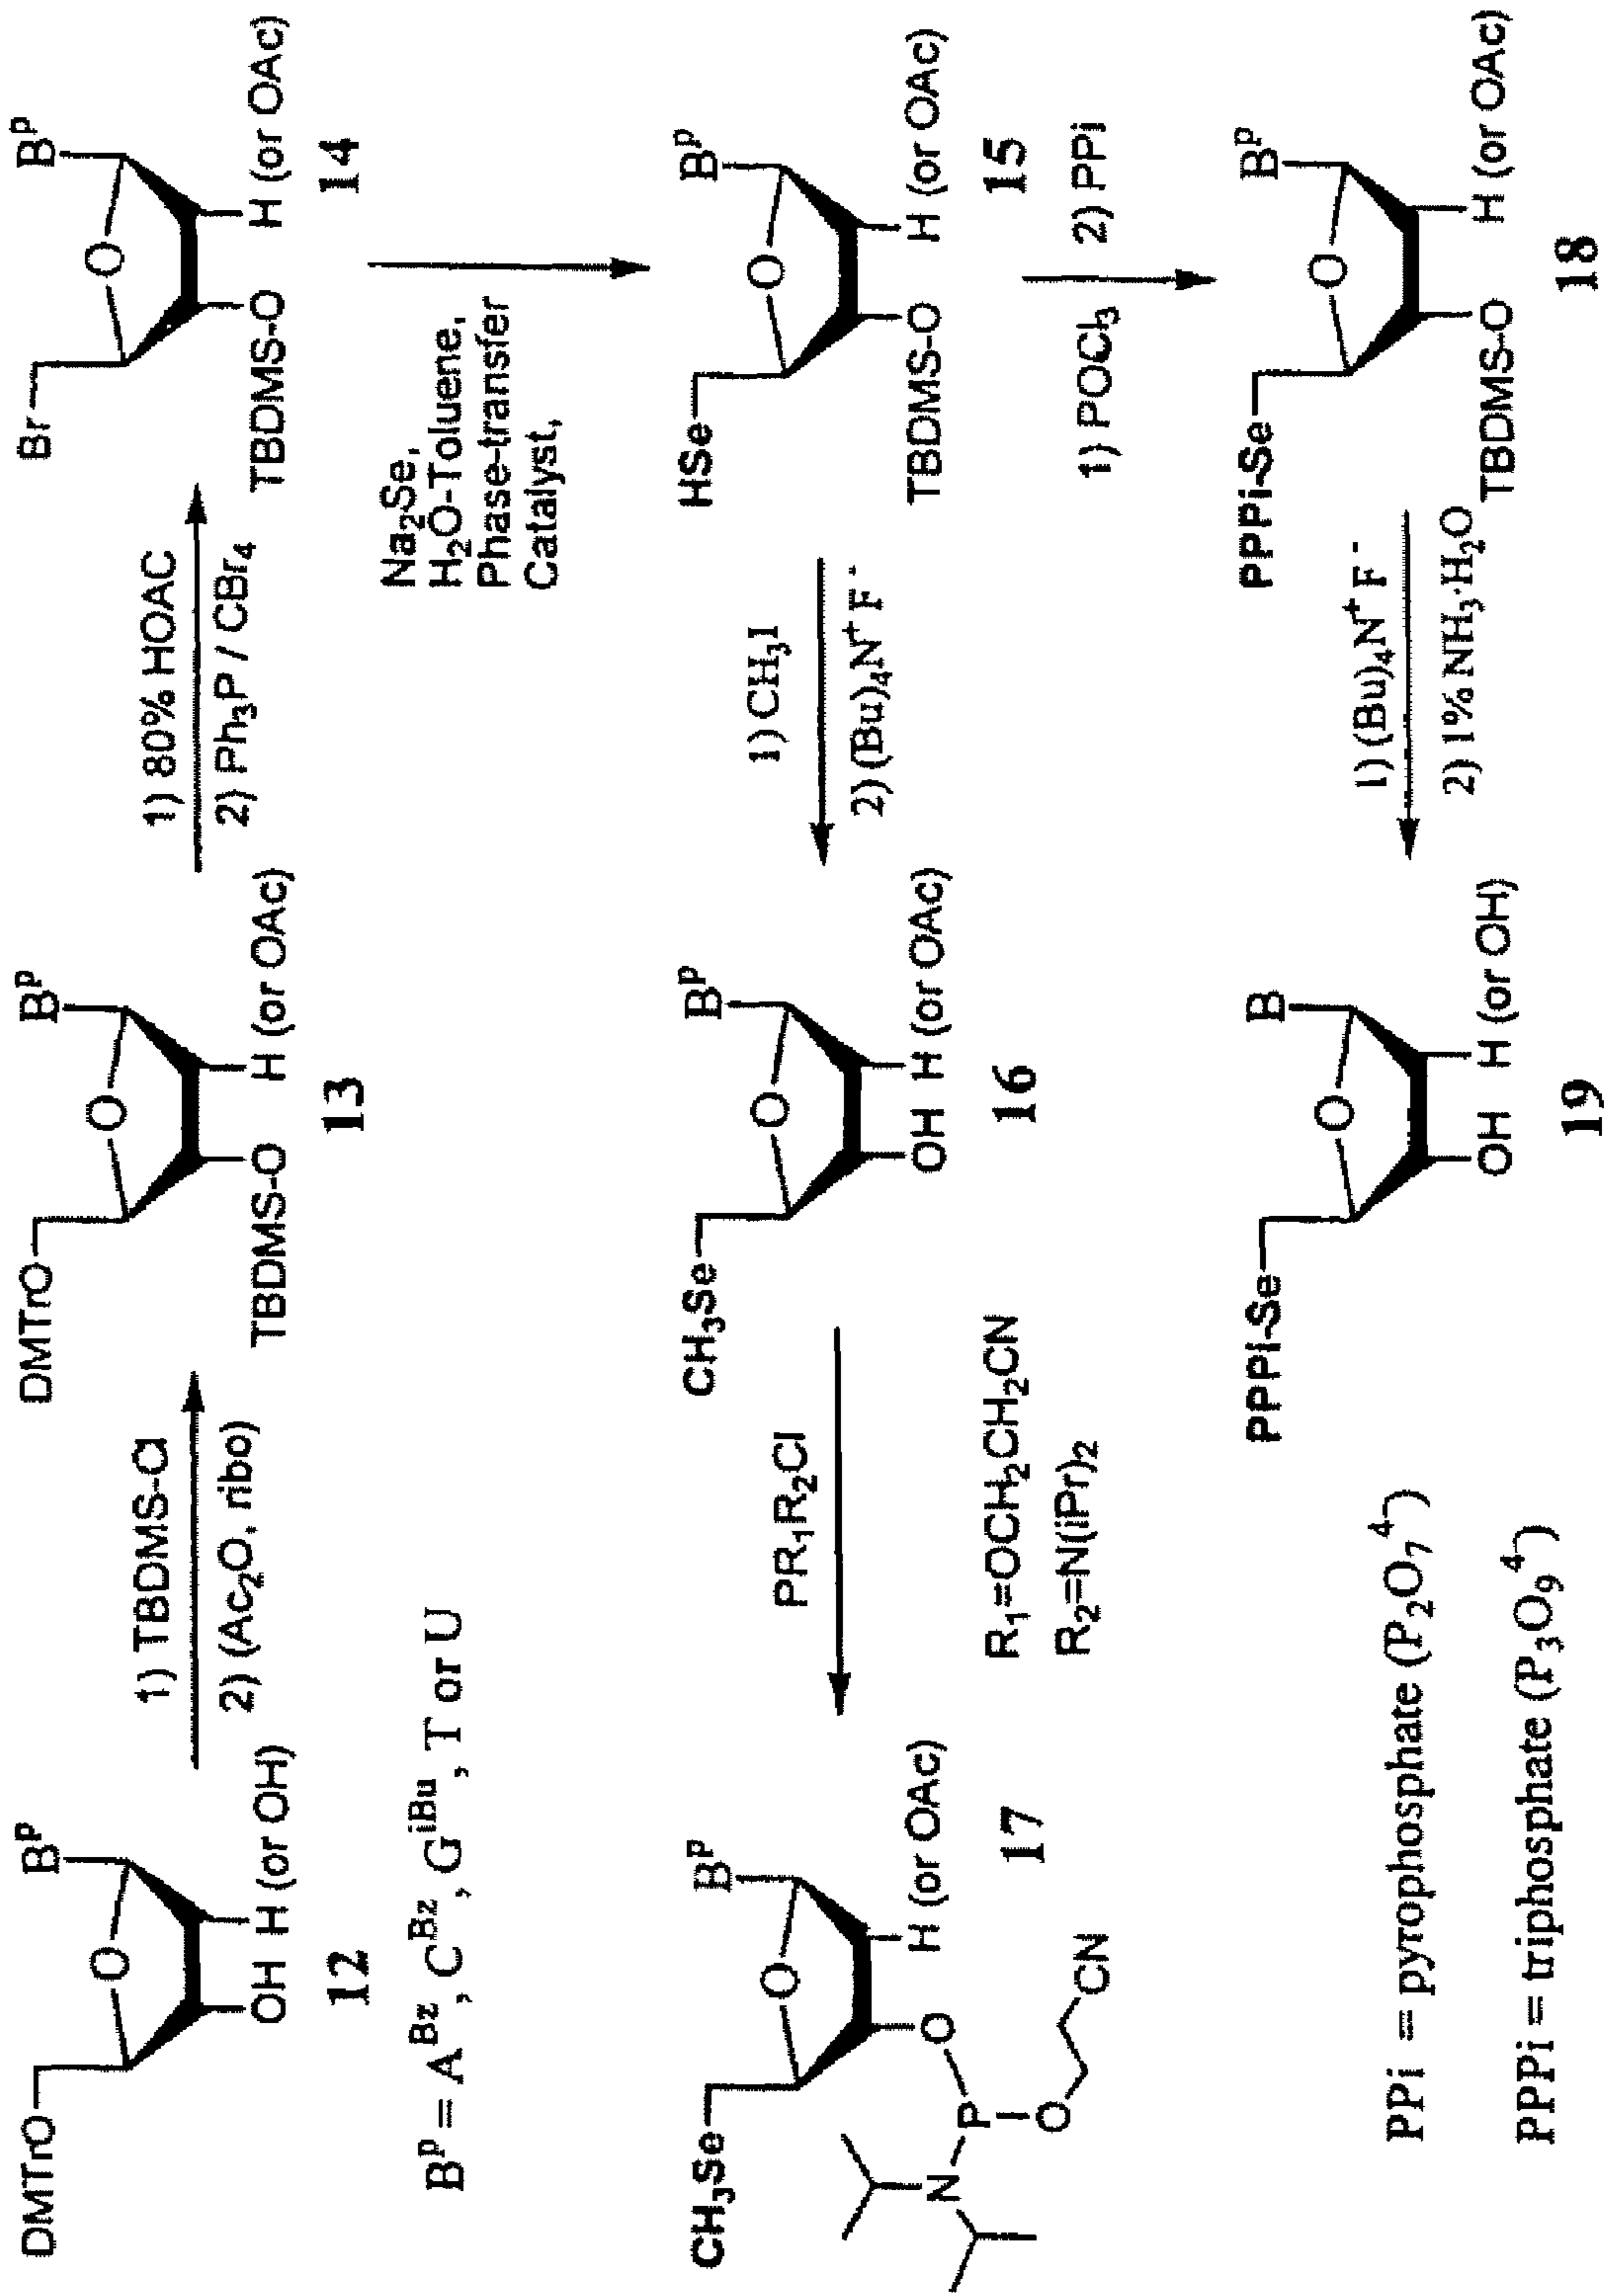 DMTrO
B^P
O
OH H (or OH)
12
1) TBDMS-Cl
2) (Ac₂O, ribo)
DMTrO
B^P
O
TBDMS-O H (or OAc)
13
1) 80% HOAC
2) Ph₃P / CBr₄
Br
B^P
O
TBDMS-O H (or OAc)
14
B^P = A^Bz, C^Bz, G^iBu, T or U
Na₂Se,
H₂O-Toluene,
Phase-transfer
Catalyst,
CH₃Se
B^P
O
O H (or OAc)
N P O CN
17
PR₁R₂Cl
R₁=OCH₂CH₂CN
R₂=N(iPr)₂
CH₃Se
B^P
O
OH H (or OAc)
16
1) CH₃I
2) (Bu)₄N⁺F⁻
HSe
B^P
O
TBDMS-O H (or OAc)
15
1) POCl₃ 2) PPi
PPi = pyrophosphate (P₂O₇⁴⁻)
PPPi = triphosphate (P₃O₉⁴⁻)
PPPi-Se
B
O
OH H (or OH)
19
1) (Bu)₄N⁺F⁻
2) 1% NH₃·H₂O
PPPi-Se
B^P
O
TBDMS-O H (or OAc)
18